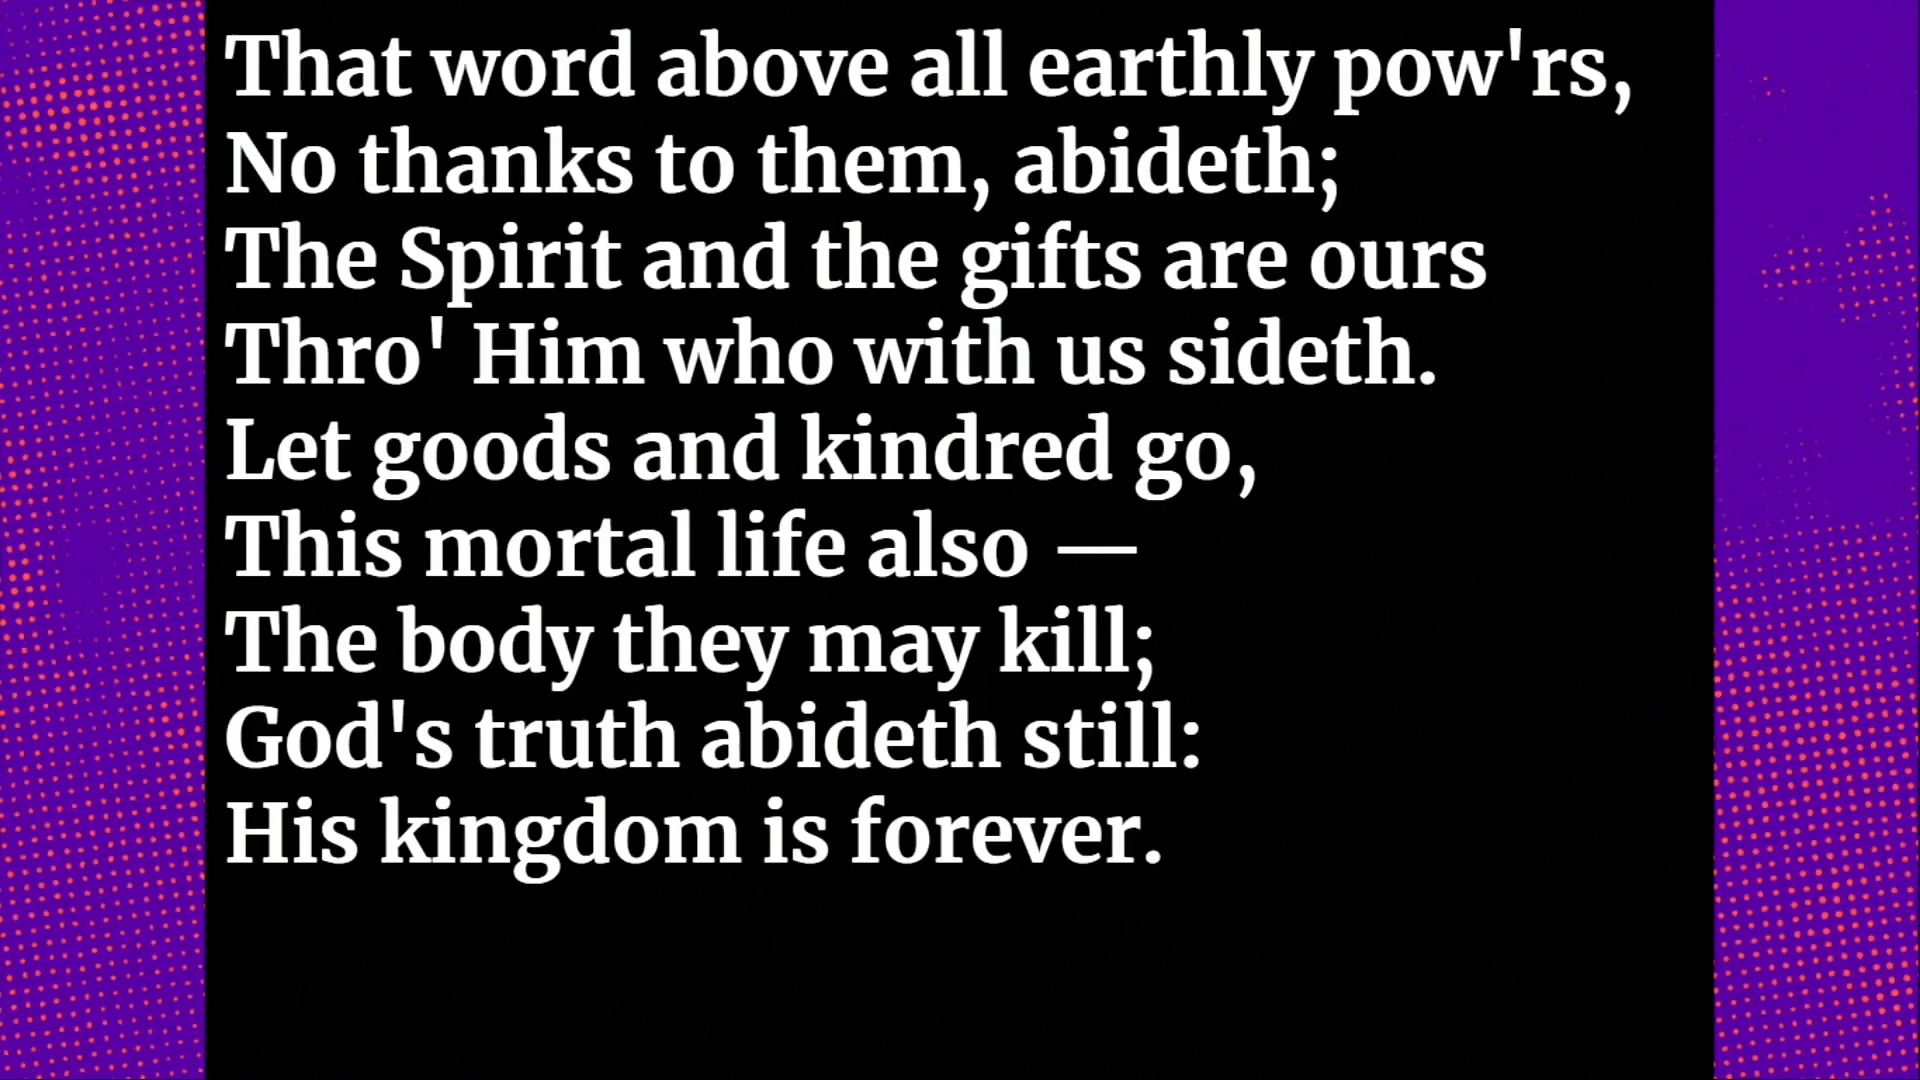 That word above all earthly pow'rs,
No thanks to them, abideth;
The Spirit and the gifts are ours
Thro' Him who with us sideth.
Let goods and kindred go,
This mortal life also —
The body they may kill;
God's truth abideth still:
His kingdom is forever.